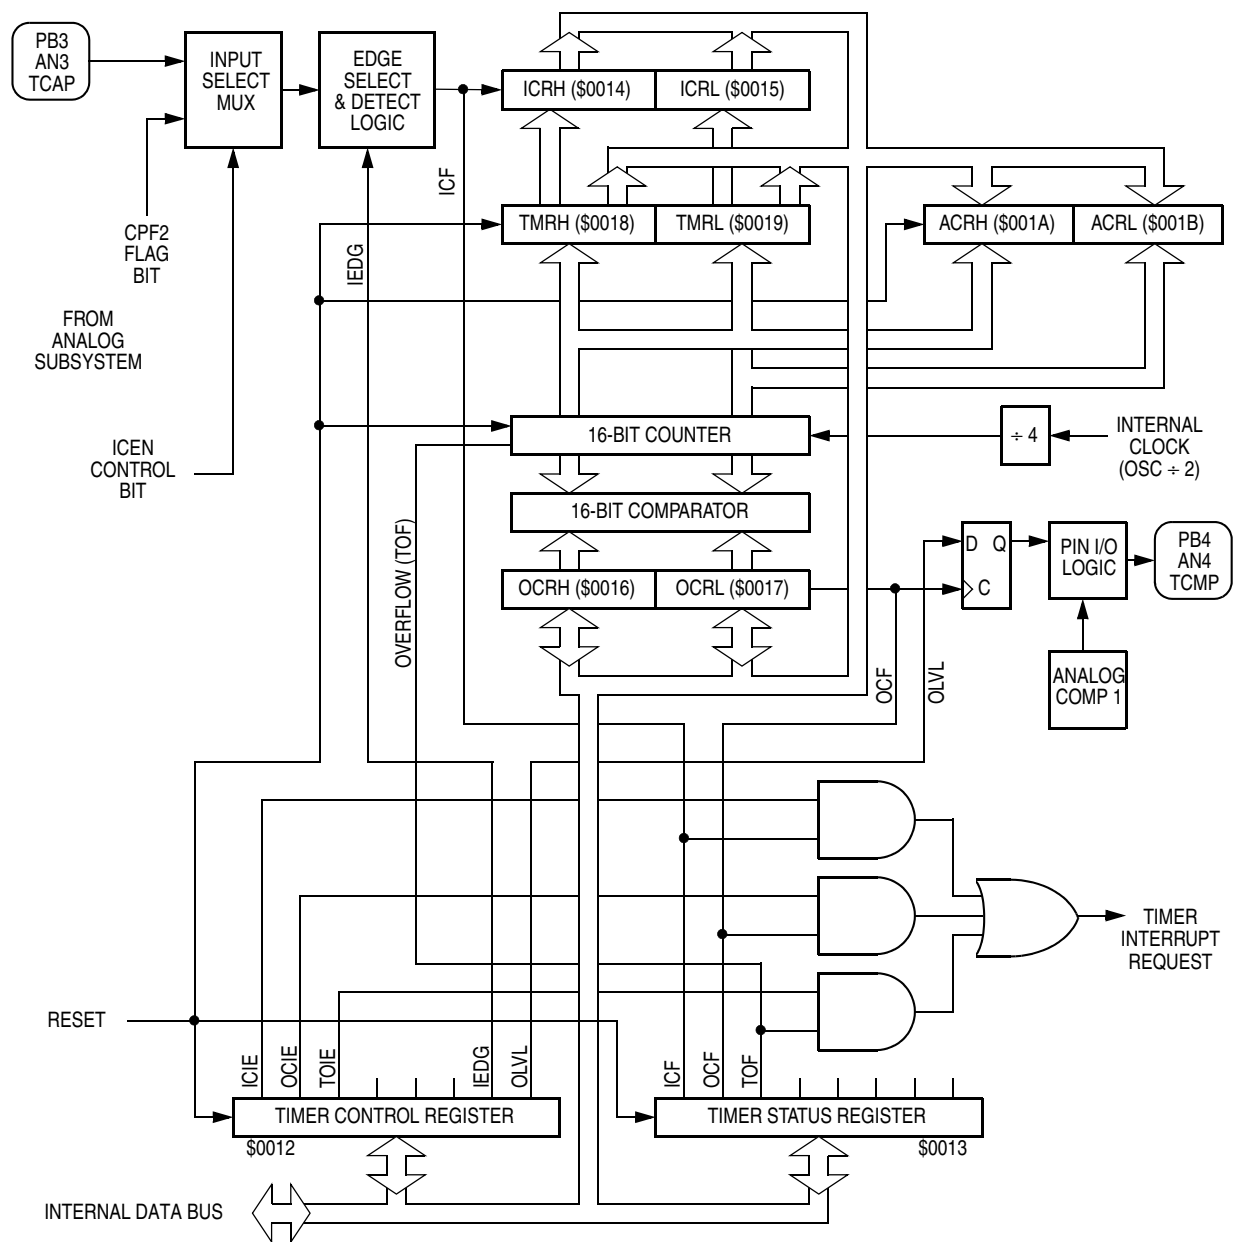 PB3
AN3
TCAP
INPUT
SELECT
MUX
EDGE
SELECT
& DETECT
LOGIC
ICRH ($0014)
ICRL ($0015)
ICF
TMRH ($0018)
TMRL ($0019)
ACRH ($001A)
ACRL ($001B)
CPF2
FLAG
BIT
IEDG
FROM
ANALOG
SUBSYSTEM
16-BIT COUNTER
÷ 4
INTERNAL
CLOCK
(OSC ÷ 2)
ICEN
CONTROL
BIT
16-BIT COMPARATOR
OVERFLOW (TOF)
D Q
C
PIN I/O
LOGIC
PB4
AN4
TCMP
OCRH ($0016)
OCRL ($0017)
OCF
OLVL
ANALOG
COMP 1
TIMER
INTERRUPT
REQUEST
RESET
ICIE
OCIE
TOIE
IEDG
OLVL
ICF
OCF
TOF
TIMER CONTROL REGISTER
TIMER STATUS REGISTER
$0012
$0013
INTERNAL DATA BUS